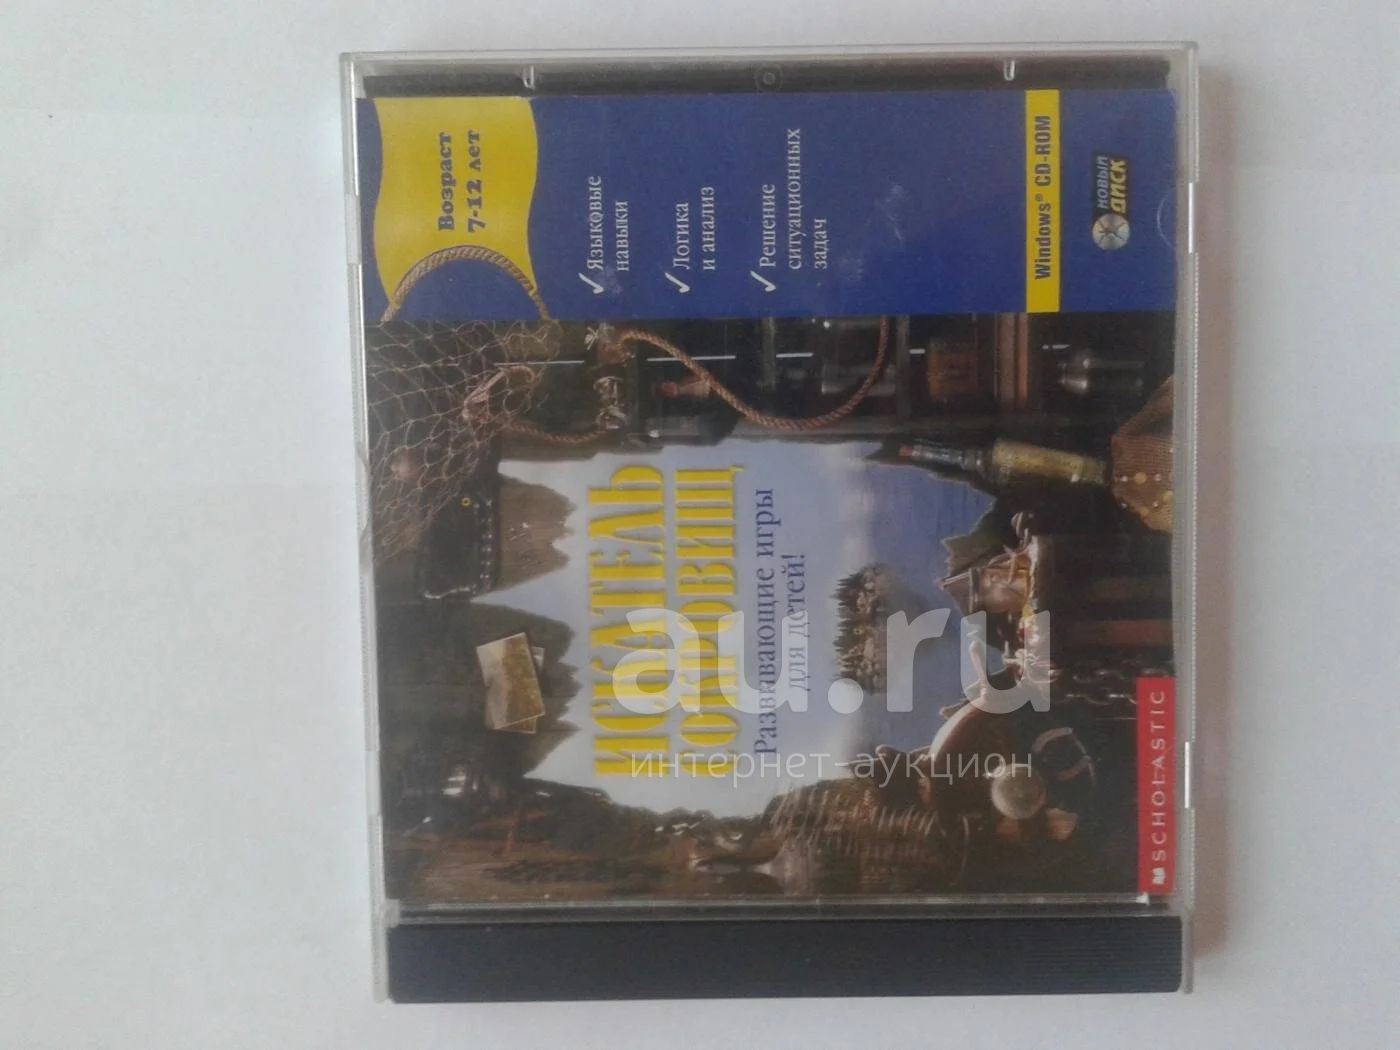 Возраст
7-12 лет
✓ Языковые
навыки
✓ Логика
и анализ
✓ Решение
ситуационных
задач
Windows® CD-ROM
НОВЫЙ
ДИСК
ИСКАТЕЛЬ
СОКРОВИЩ
Развивающие игры
для детей!
SCHOLASTIC
au.ru
интернет-аукцион